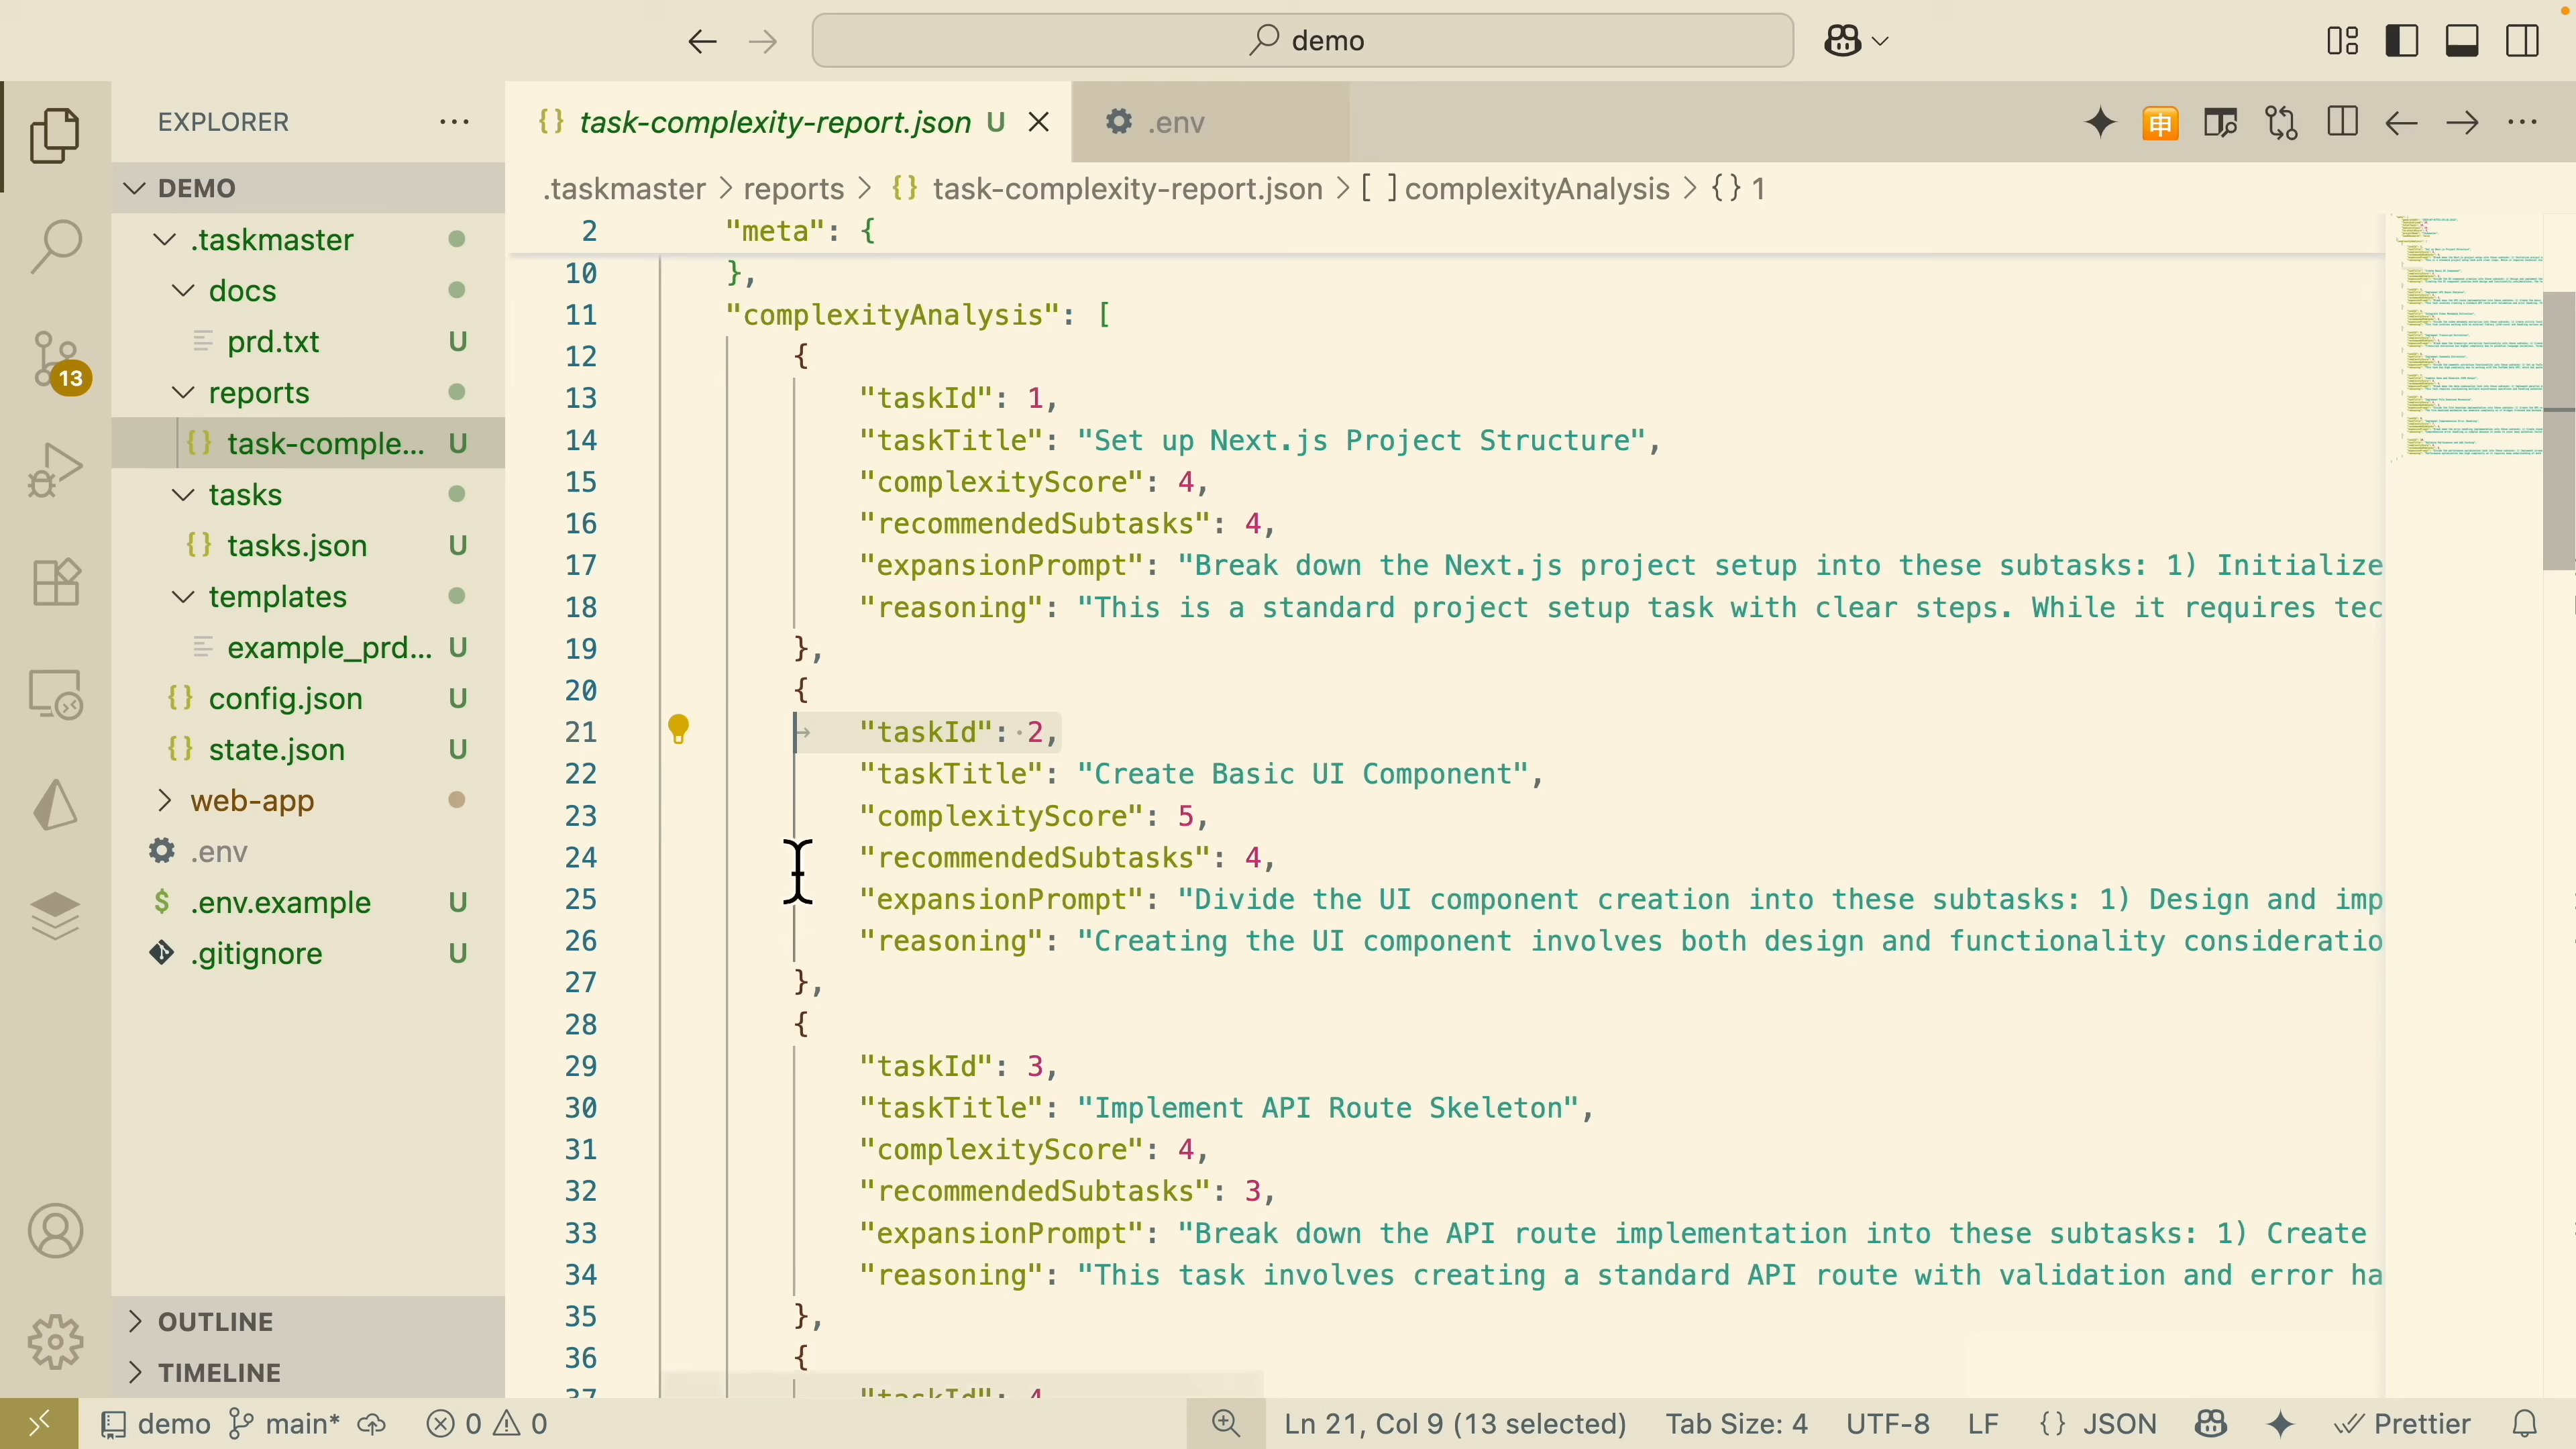 demo
EXPLORER
task-complexity-report.json U
.env
DEMO
.taskmaster > reports > {} task-complexity-report.json > [ ] complexityAnalysis > {} 1
.taskmaster
docs
prd.txt U
reports
{} task-comple... U
tasks
{} tasks.json U
templates
example_prd... U
{} config.json U
{} state.json U
web-app
.env
$ .env.example U
.gitignore U
13
OUTLINE
TIMELINE
2 "meta": {
10 },
11 "complexityAnalysis": [
12 {
13 "taskId": 1,
14 "taskTitle": "Set up Next.js Project Structure",
15 "complexityScore": 4,
16 "recommendedSubtasks": 4,
17 "expansionPrompt": "Break down the Next.js project setup into these subtasks: 1) Initialize
18 "reasoning": "This is a standard project setup task with clear steps. While it requires tec
19 },
20 {
21 "taskId": 2,
22 "taskTitle": "Create Basic UI Component",
23 "complexityScore": 5,
24 "recommendedSubtasks": 4,
25 "expansionPrompt": "Divide the UI component creation into these subtasks: 1) Design and imp
26 "reasoning": "Creating the UI component involves both design and functionality consideratio
27 },
28 {
29 "taskId": 3,
30 "taskTitle": "Implement API Route Skeleton",
31 "complexityScore": 4,
32 "recommendedSubtasks": 3,
33 "expansionPrompt": "Break down the API route implementation into these subtasks: 1) Create
34 "reasoning": "This task involves creating a standard API route with validation and error ha
35 },
36 {
37 "taskId": 4
demo main* 0 0 Ln 21, Col 9 (13 selected) Tab Size: 4 UTF-8 LF {} JSON Prettier